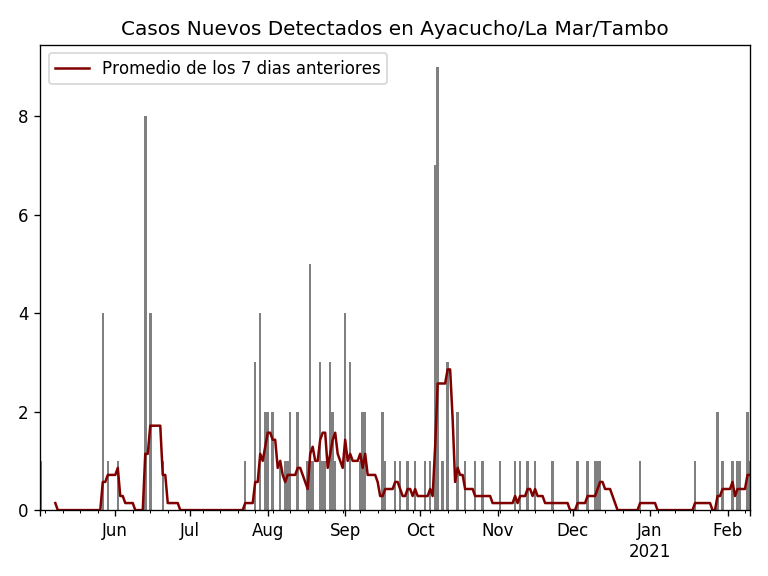 Casos Nuevos Detectados en Ayacucho/La Mar/Tambo
Promedio de los 7 dias anteriores
8
6
4
2
0
Jun Jul Aug Sep Oct Nov Dec Jan Feb
2021